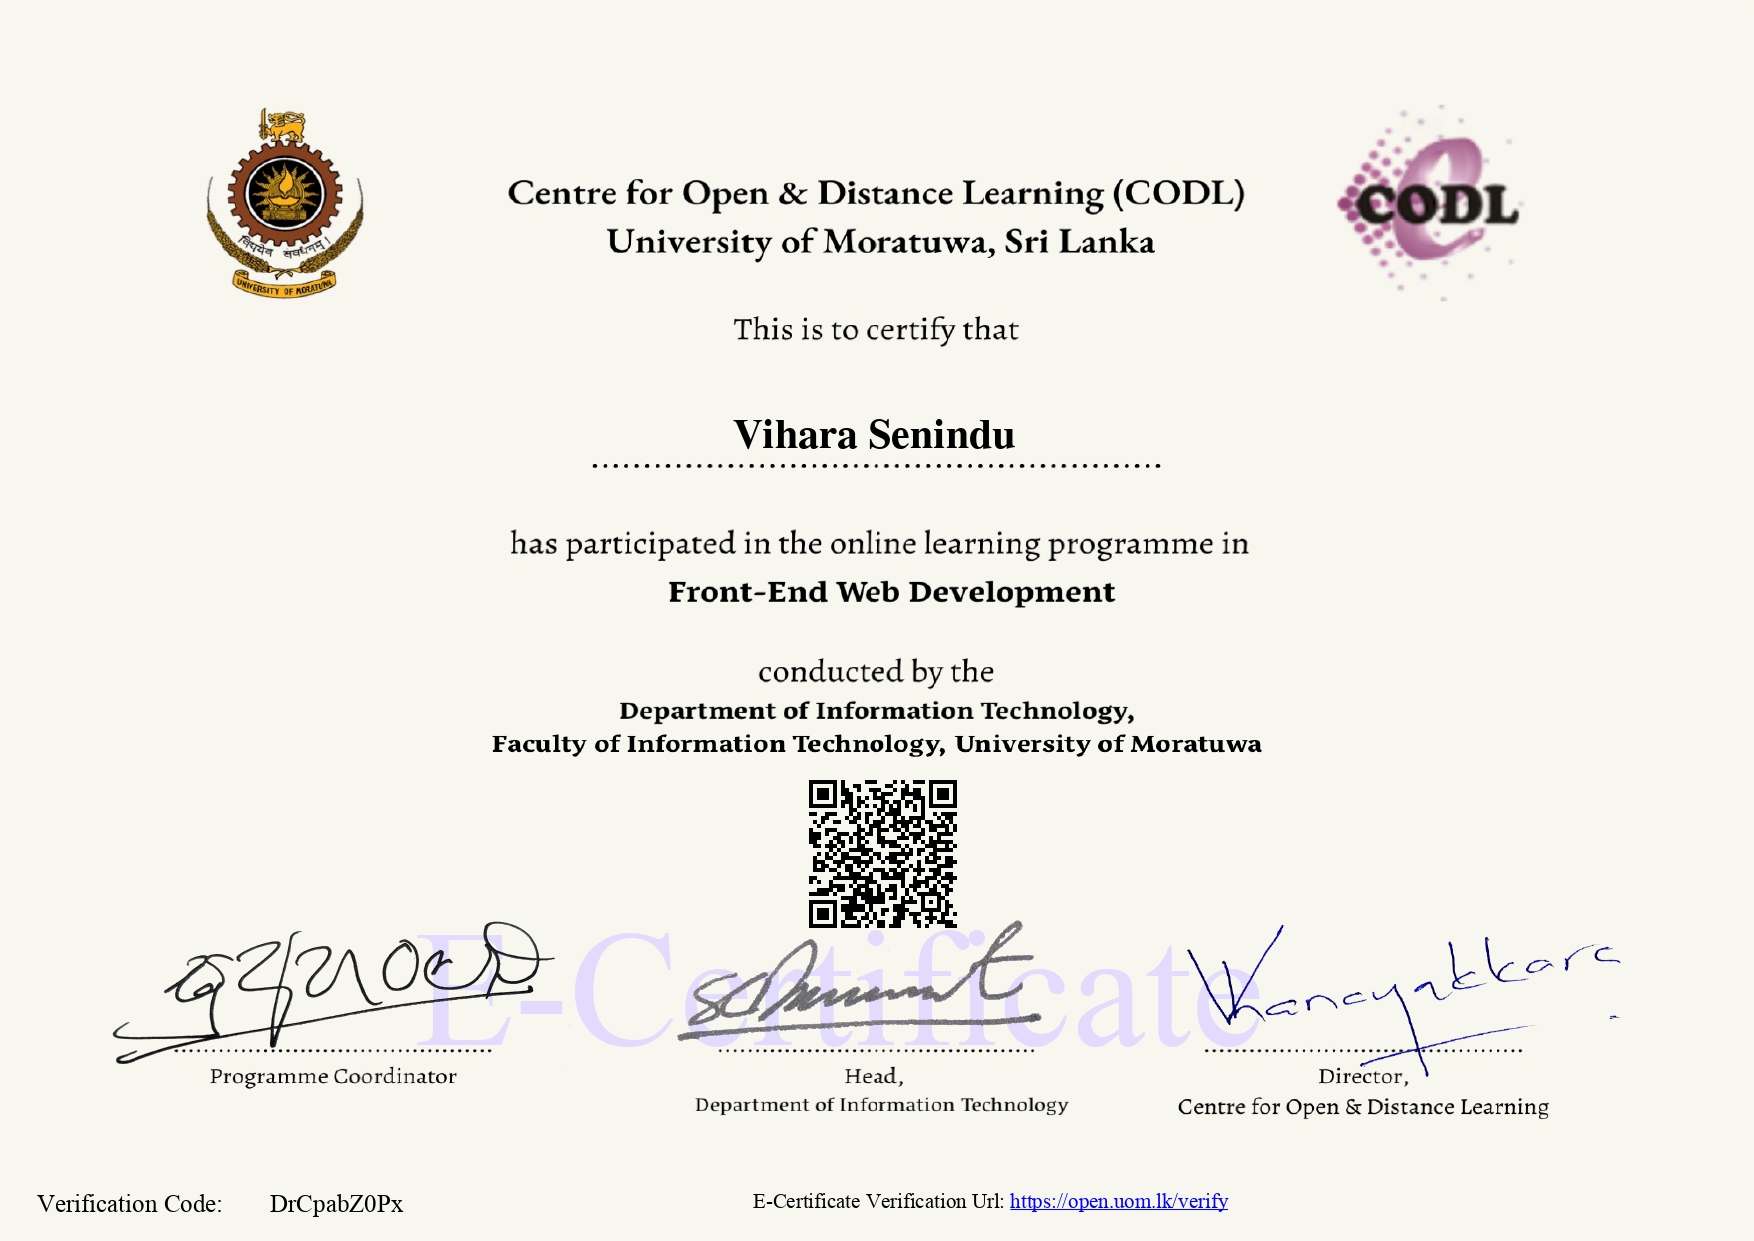 Centre for Open & Distance Learning (CODL)
University of Moratuwa, Sri Lanka
CODL
UNIVERSITY OF MORATUWA
This is to certify that
Vihara Senindu
has participated in the online learning programme in
Front-End Web Development
conducted by the
Department of Information Technology,
Faculty of Information Technology, University of Moratuwa
E-Certificate
Programme Coordinator
Head,
Department of Information Technology
Director,
Centre for Open & Distance Learning
Verification Code: DrCpabZ0Px
E-Certificate Verification Url: https://open.uom.lk/verify